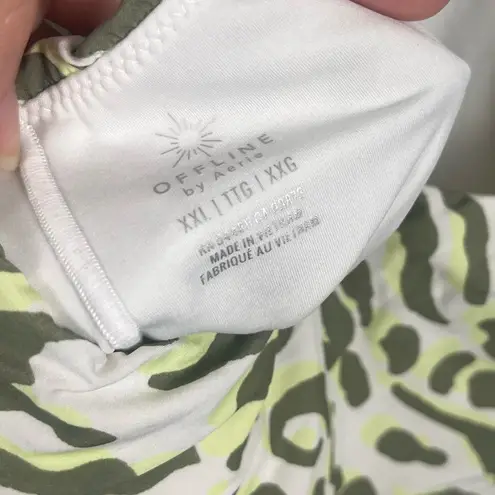 OFFLINE
by Aerie
XXL | TTG | XXG
MADE IN VIETNAM
FABRIQUÉ AU VIETNAM